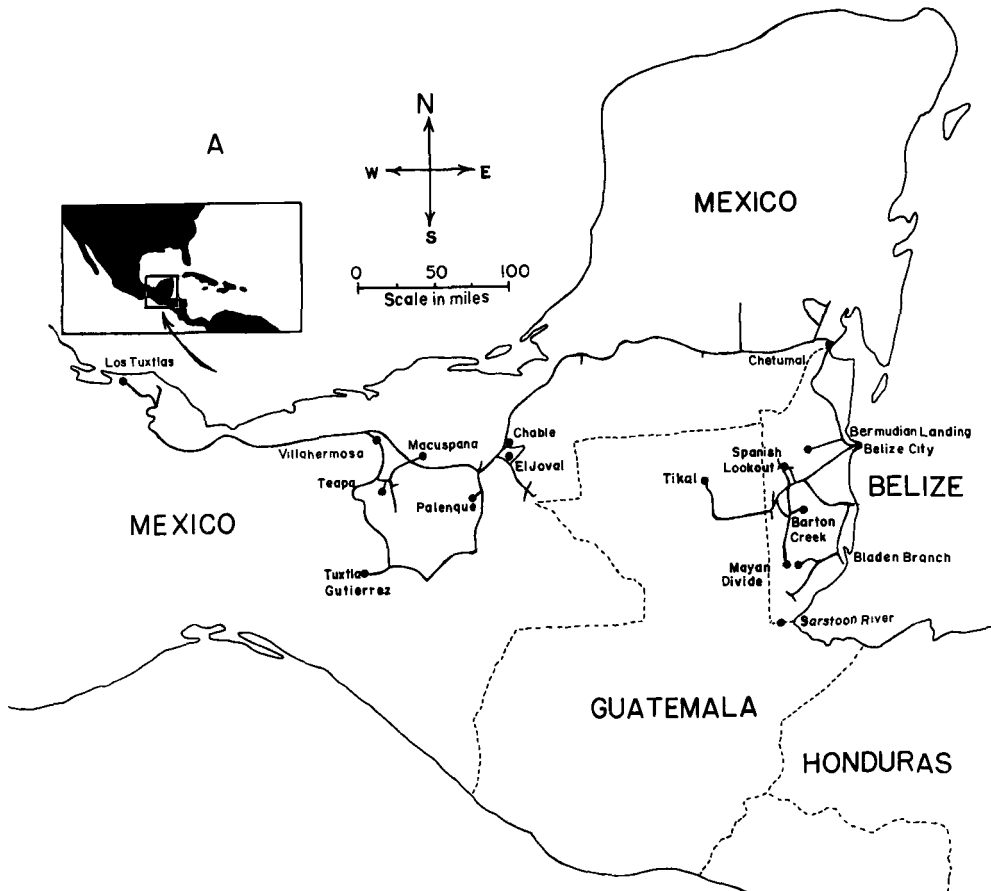 A
N
W E
S
0 50 100
Scale in miles
MEXICO
Los Tuxtlas
Chetumal
Villahermosa
Macuspana
Chable
El Joval
Teapa
Palenque
Tuxtla
Gutierrez
MEXICO
Bermudian Landing
Belize City
Spanish
Lookout
Tikal
BELIZE
Barton
Creek
Mayan
Divide
Bladen Branch
Sarstoon River
GUATEMALA
HONDURAS